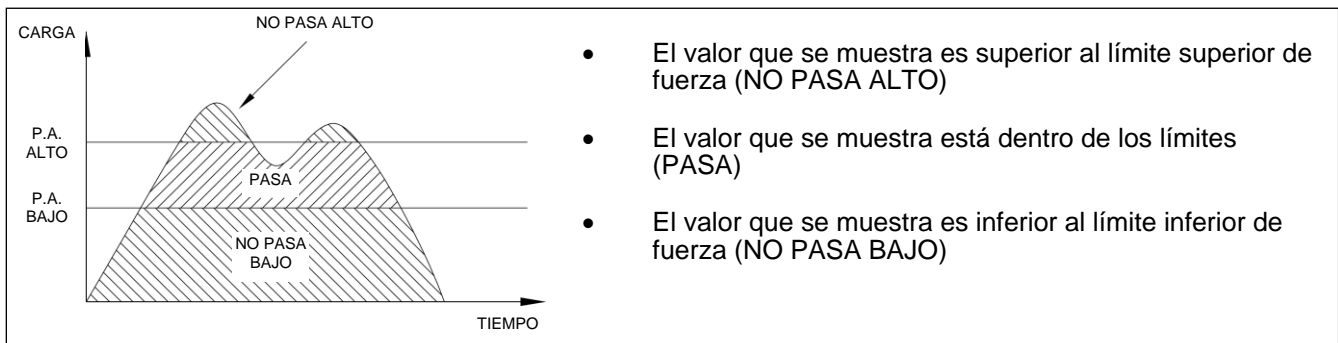 CARGA
NO PASA ALTO
P.A.
ALTO
PASA
P.A.
BAJO
NO PASA
BAJO
TIEMPO
• El valor que se muestra es superior al límite superior de
fuerza (NO PASA ALTO)
• El valor que se muestra está dentro de los límites
(PASA)
• El valor que se muestra es inferior al límite inferior de
fuerza (NO PASA BAJO)